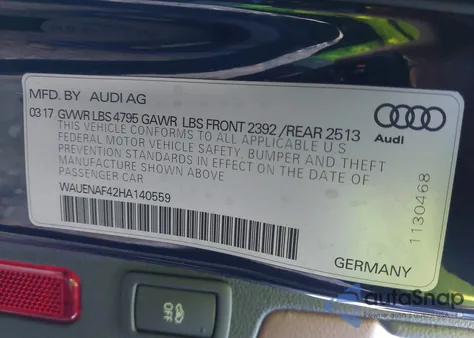 MFD. BY AUDI AG
03 17 GVWR LBS 4795 GAWR LBS FRONT 2392 /REAR 2513
THIS VEHICLE CONFORMS TO ALL APPLICABLE U S
FEDERAL MOTOR VEHICLE SAFETY, BUMPER AND THEFT
PREVENTION STANDARDS IN EFFECT ON THE DATE OF
MANUFACTURE SHOWN ABOVE
PASSENGER CAR
WAUENAF42HA140559
Audi
1130468
GERMANY
OFF
autoSnap